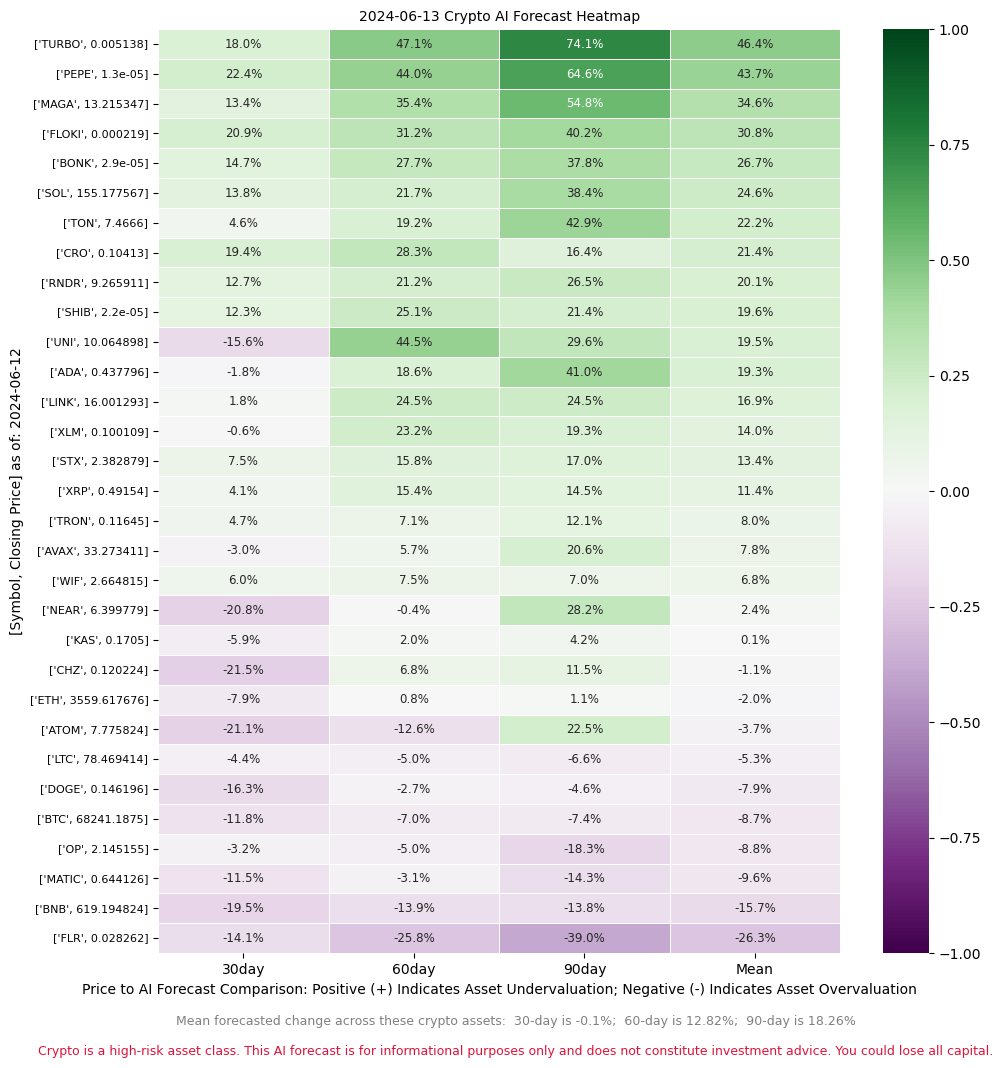 2024-06-13 Crypto AI Forecast Heatmap
['TURBO', 0.005138] 18.0% 47.1% 74.1% 46.4%
['PEPE', 1.3e-05] 22.4% 44.0% 64.6% 43.7%
['MAGA', 13.215347] 13.4% 35.4% 54.8% 34.6%
['FLOKI', 0.000219] 20.9% 31.2% 40.2% 30.8%
['BONK', 2.9e-05] 14.7% 27.7% 37.8% 26.7%
['SOL', 155.177567] 13.8% 21.7% 38.4% 24.6%
['TON', 7.4666] 4.6% 19.2% 42.9% 22.2%
['CRO', 0.10413] 19.4% 28.3% 16.4% 21.4%
['RNDR', 9.265911] 12.7% 21.2% 26.5% 20.1%
['SHIB', 2.2e-05] 12.3% 25.1% 21.4% 19.6%
['UNI', 10.064898] -15.6% 44.5% 29.6% 19.5%
['ADA', 0.437796] -1.8% 18.6% 41.0% 19.3%
['LINK', 16.001293] 1.8% 24.5% 24.5% 16.9%
['XLM', 0.100109] -0.6% 23.2% 19.3% 14.0%
['STX', 2.382879] 7.5% 15.8% 17.0% 13.4%
['XRP', 0.49154] 4.1% 15.4% 14.5% 11.4%
['TRON', 0.11645] 4.7% 7.1% 12.1% 8.0%
['AVAX', 33.273411] -3.0% 5.7% 20.6% 7.8%
['WIF', 2.664815] 6.0% 7.5% 7.0% 6.8%
['NEAR', 6.399779] -20.8% -0.4% 28.2% 2.4%
['KAS', 0.1705] -5.9% 2.0% 4.2% 0.1%
['CHZ', 0.120224] -21.5% 6.8% 11.5% -1.1%
['ETH', 3559.617676] -7.9% 0.8% 1.1% -2.0%
['ATOM', 7.775824] -21.1% -12.6% 22.5% -3.7%
['LTC', 78.469414] -4.4% -5.0% -6.6% -5.3%
['DOGE', 0.146196] -16.3% -2.7% -4.6% -7.9%
['BTC', 68241.1875] -11.8% -7.0% -7.4% -8.7%
['OP', 2.145155] -3.2% -5.0% -18.3% -8.8%
['MATIC', 0.644126] -11.5% -3.1% -14.3% -9.6%
['BNB', 619.194824] -19.5% -13.9% -13.8% -15.7%
['FLR', 0.028262] -14.1% -25.8% -39.0% -26.3%
30day 60day 90day Mean
[Symbol, Closing Price] as of: 2024-06-12
1.00
0.75
0.50
0.25
0.00
−0.25
−0.50
−0.75
−1.00
Price to AI Forecast Comparison: Positive (+) Indicates Asset Undervaluation; Negative (-) Indicates Asset Overvaluation
Mean forecasted change across these crypto assets: 30-day is -0.1%; 60-day is 12.82%; 90-day is 18.26%
Crypto is a high-risk asset class. This AI forecast is for informational purposes only and does not constitute investment advice. You could lose all capital.